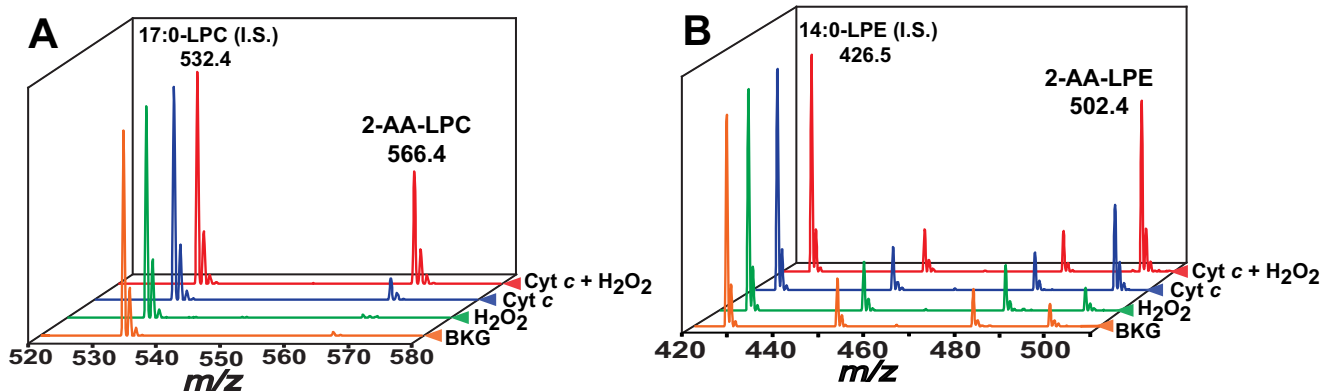 A
17:0-LPC (I.S.)
532.4
2-AA-LPC
566.4
Cyt c + H2O2
Cyt c
H2O2
BKG
520 530 540 550 560 570 580
m/z
B
14:0-LPE (I.S.)
426.5
2-AA-LPE
502.4
Cyt c + H2O2
Cyt c
H2O2
BKG
420 440 460 480 500
m/z